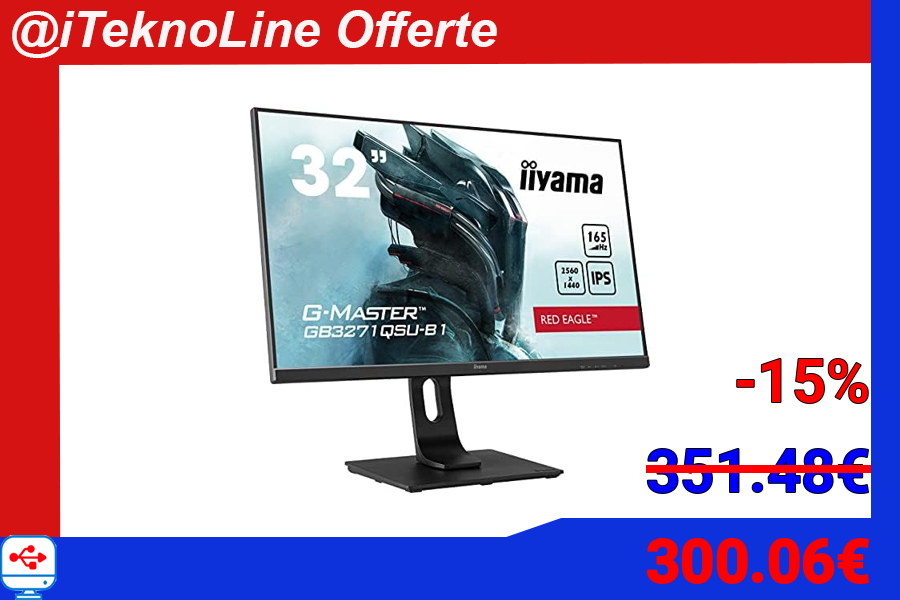 @iTeknoLine Offerte
32"
iiyama
165
Hz
2560
x
1440
IPS
G-MASTER™
GB3271QSU-B1
RED EAGLE™
iiyama
-15%
351.48€
300.06€